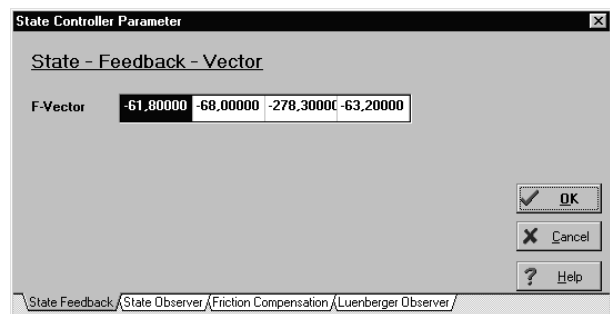 State Controller Parameter
State - Feedback - Vector
F-Vector -61,80000 -68,00000 -278,3000( -63,20000
OK
Cancel
? Help
State Feedback State Observer Friction Compensation Luenberger Observer